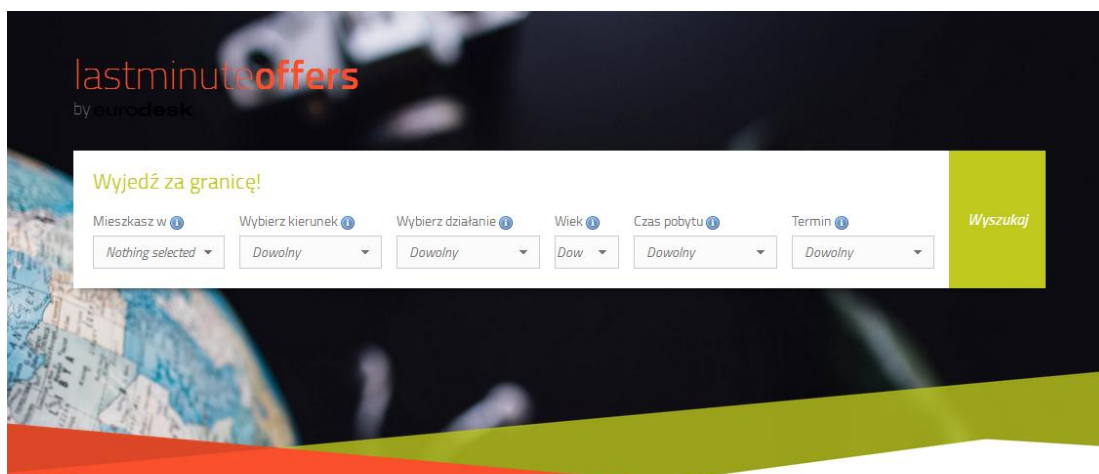 lastminuteoffers
by eurodesk
Wyjedź za granicę!
Mieszkasz w Wybierz kierunek Wybierz działanie Wiek Czas pobytu Termin
Nothing selected Dowolny Dowolny Dow Dowolny Dowolny
Wyszukaj